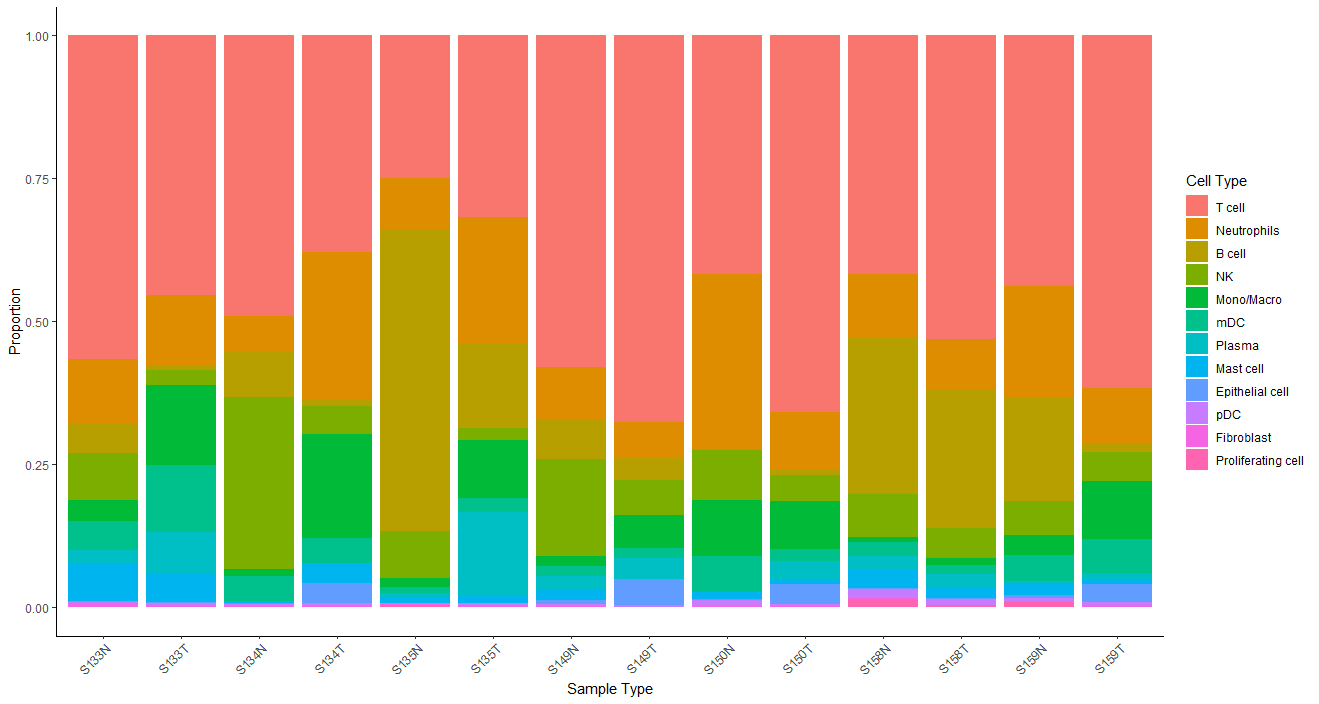 1.00
0.75
0.50
0.25
0.00
Proportion
S133N
S133T
S134N
S134T
S135N
S135T
S149N
S149T
S150N
S150T
S158N
S158T
S159N
S159T
Sample Type
Cell Type
T cell
Neutrophils
B cell
NK
Mono/Macro
mDC
Plasma
Mast cell
Epithelial cell
pDC
Fibroblast
Proliferating cell